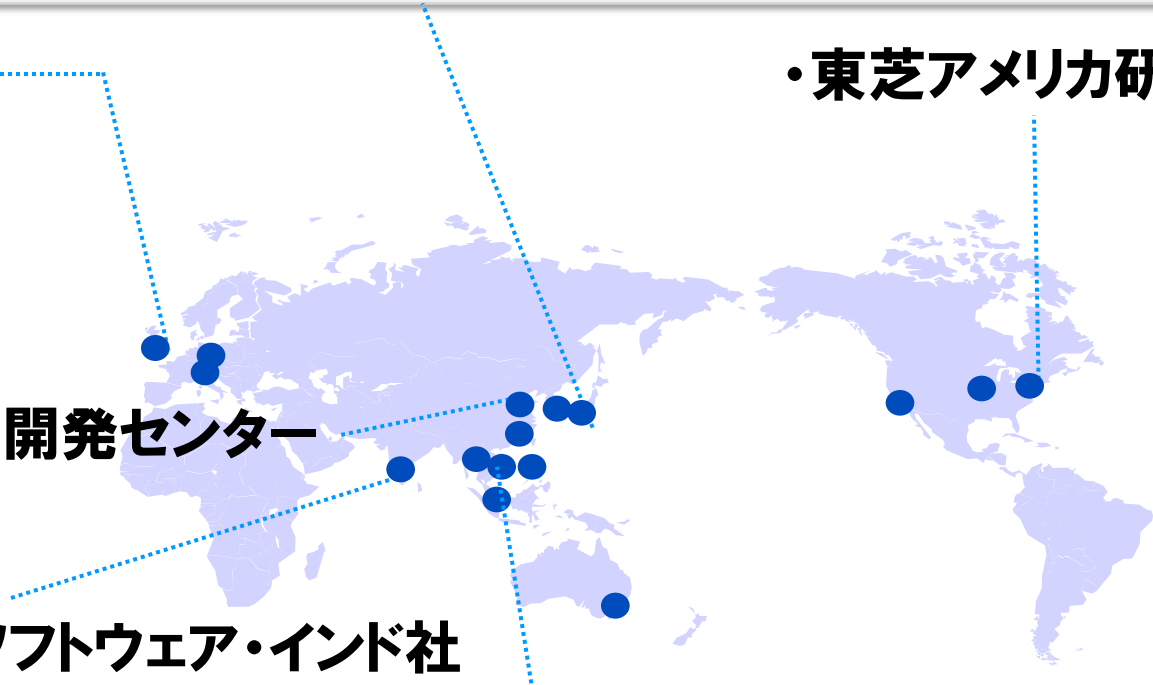 ・東芝アメリカ研
開発センター
ソフトウェア・インド社